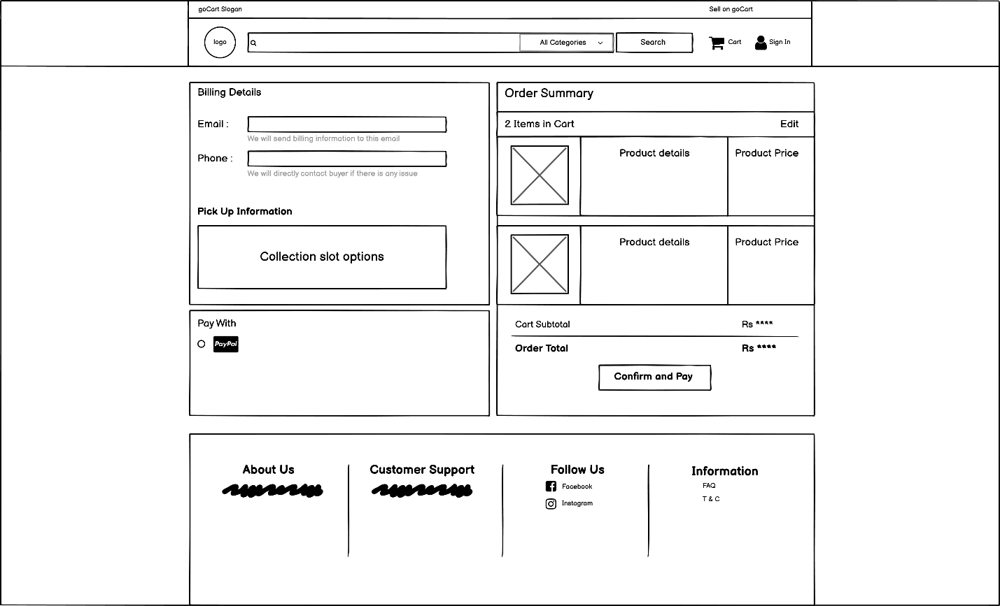 goCart Slogan
Sell on goCart
logo
All Categories
Search
Cart
Sign In
Billing Details
Email :
We will send billing information to this email
Phone :
We will directly contact buyer if there is any issue
Pick Up Information
Collection slot options
Pay With
PayPal
Order Summary
2 Items in Cart
Edit
Product details
Product Price
Product details
Product Price
Cart Subtotal
Rs ****
Order Total
Rs ****
Confirm and Pay
About Us
Customer Support
Follow Us
Facebook
Instagram
Information
FAQ
T & C